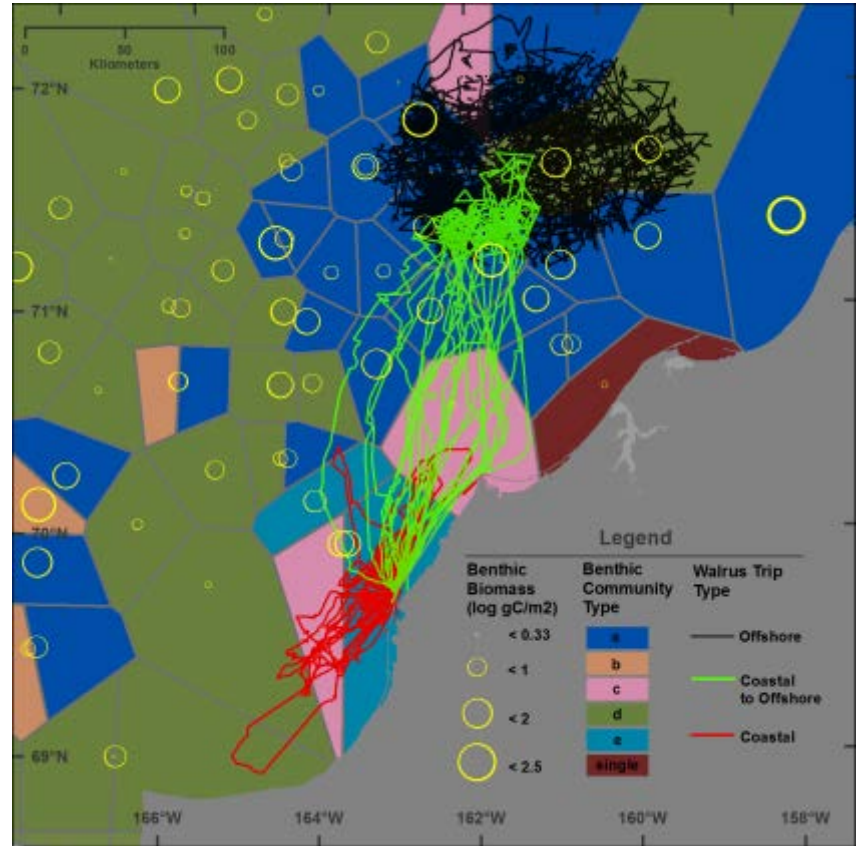 0 50 100
Kilometers
72°N
71°N
70°N
69°N
Legend
Benthic
Biomass
(log gC/m2)
Benthic
Community
Type
Walrus Trip
Type
< 0.33
< 1
< 2
< 2.5
a
b
c
d
e
single
Offshore
Coastal
to Offshore
Coastal
166°W 164°W 162°W 160°W 158°W